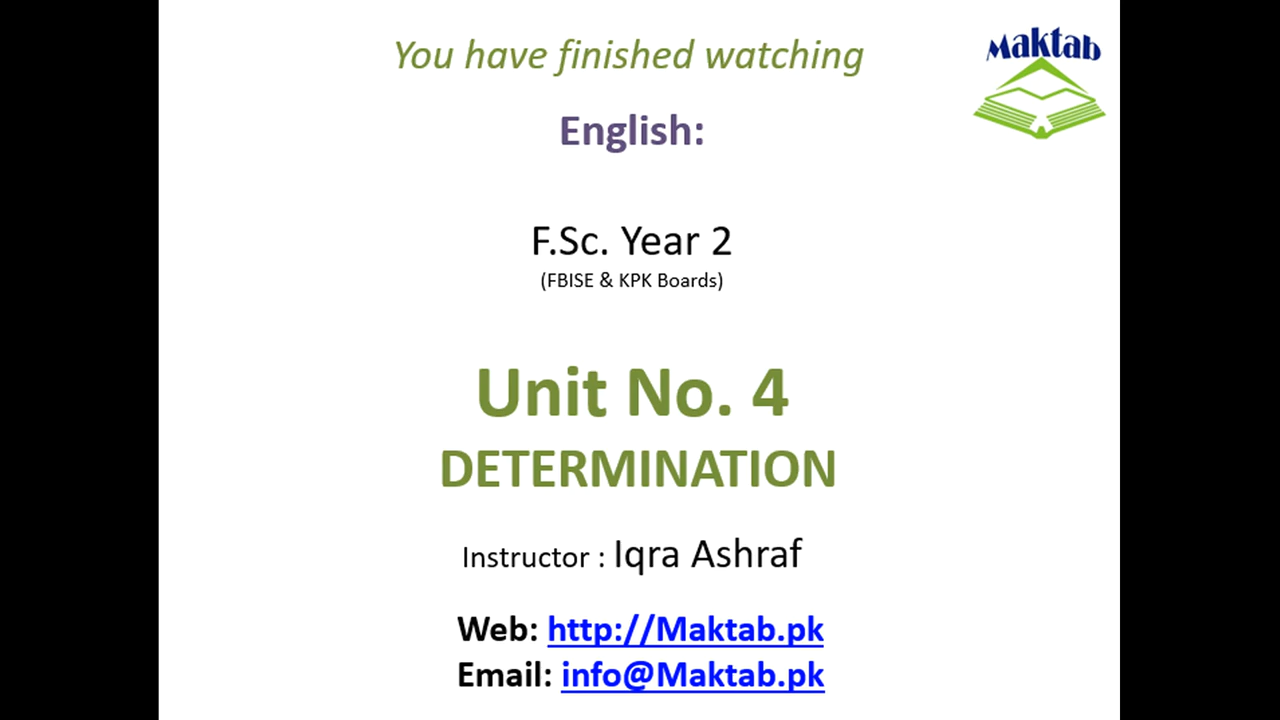 Maktab
You have finished watching
English:
F.Sc. Year 2
(FBISE & KPK Boards)
Unit No. 4
DETERMINATION
Instructor : Iqra Ashraf
Web: http://Maktab.pk
Email: info@Maktab.pk